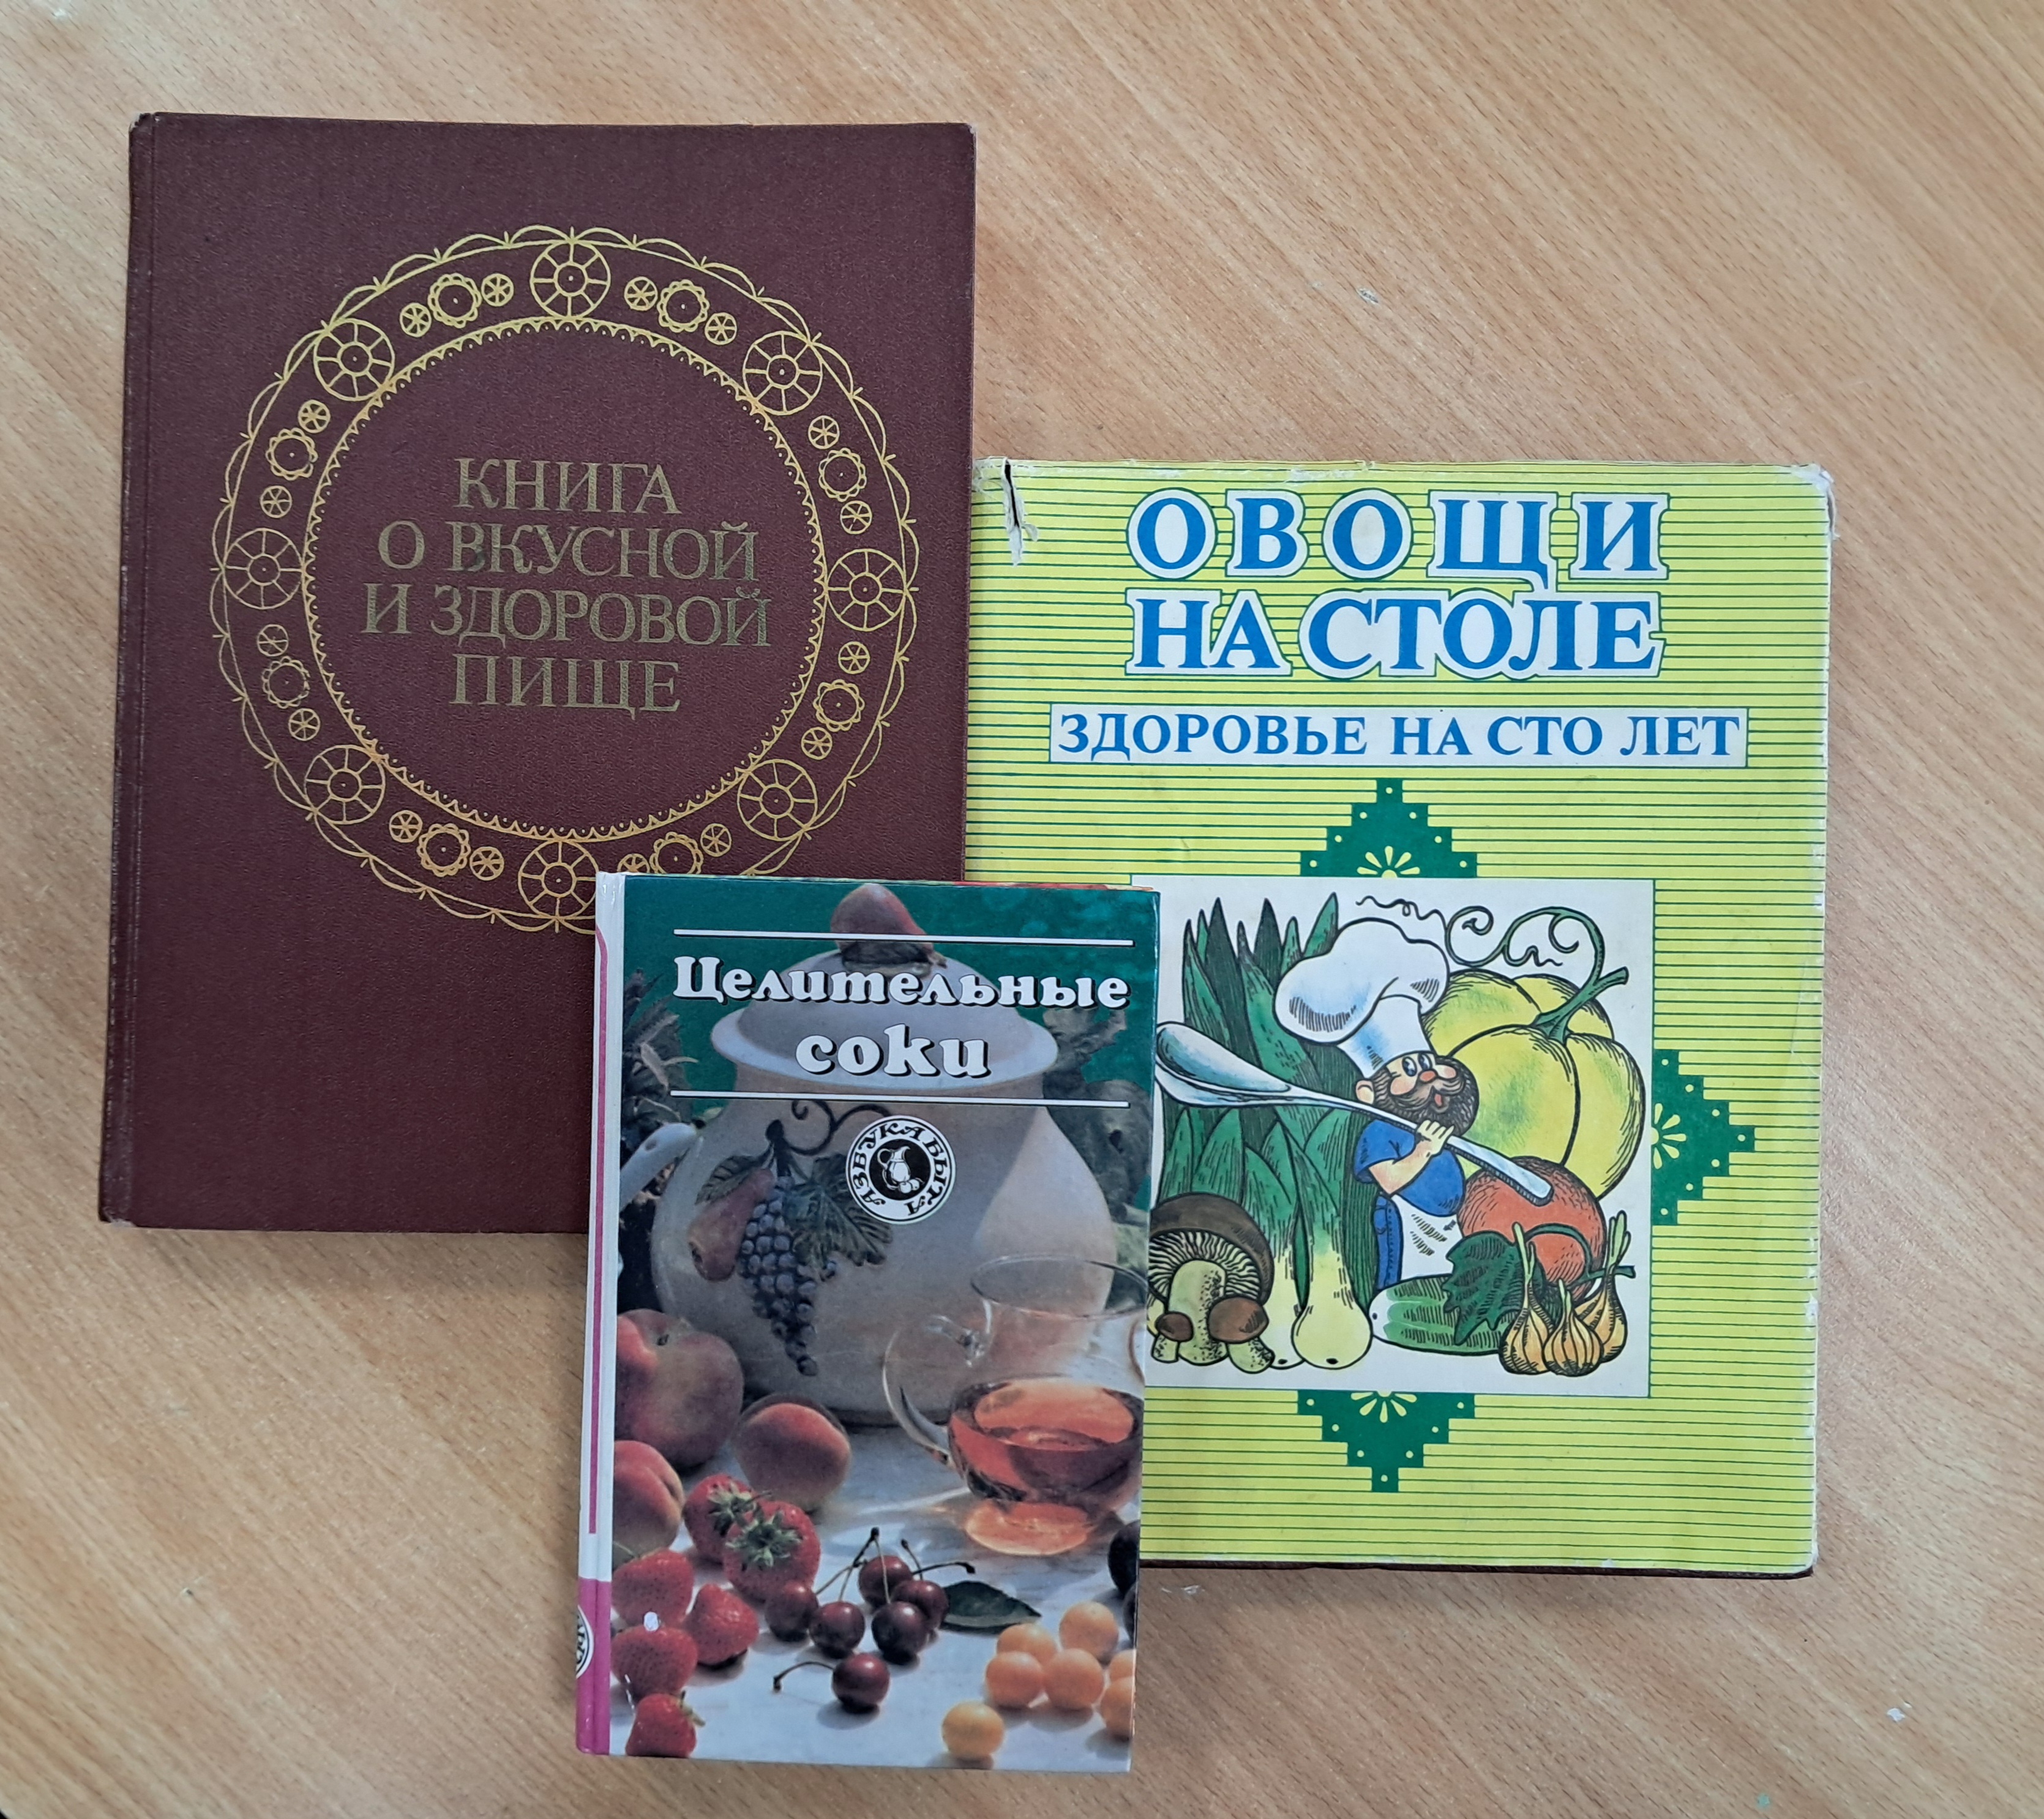 КНИГА
О ВКУСНОЙ
И ЗДОРОВОЙ
ПИЩЕ
ОВОЩИ
НА СТОЛЕ
ЗДОРОВЬЕ НА СТО ЛЕТ
Целительные
соки
АЗБУКА БЫТА